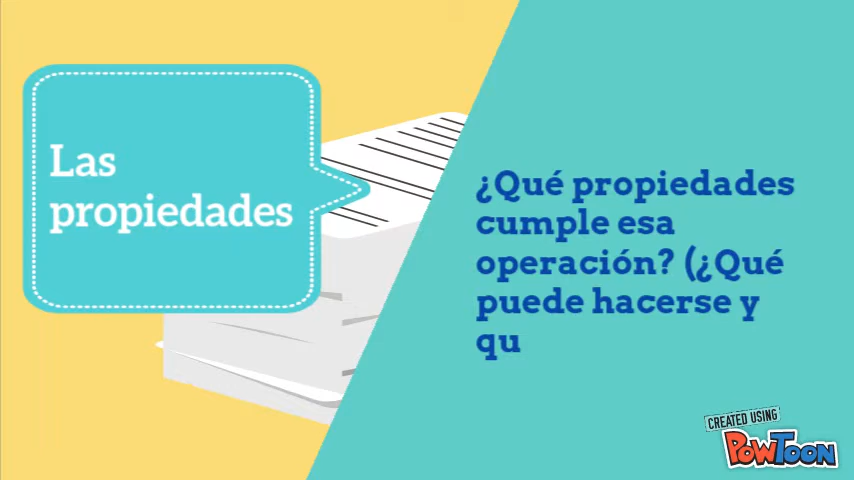 Las
propiedades
¿Qué propiedades
cumple esa
operación? (¿Qué
puede hacerse y
qu
CREATED USING
POWTOON